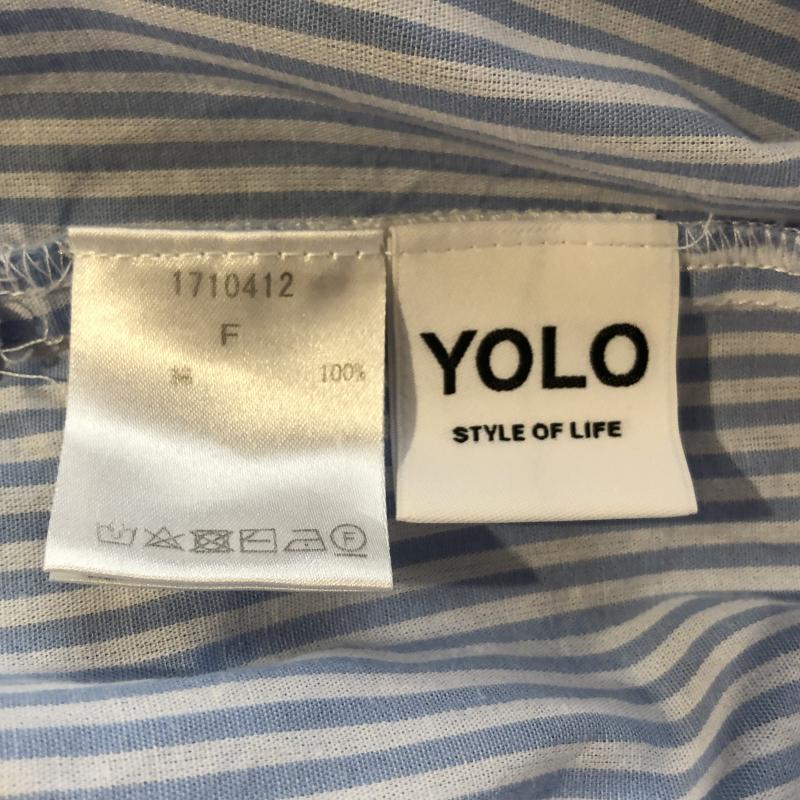 1710412
F
100%
YOLO
STYLE OF LIFE
F